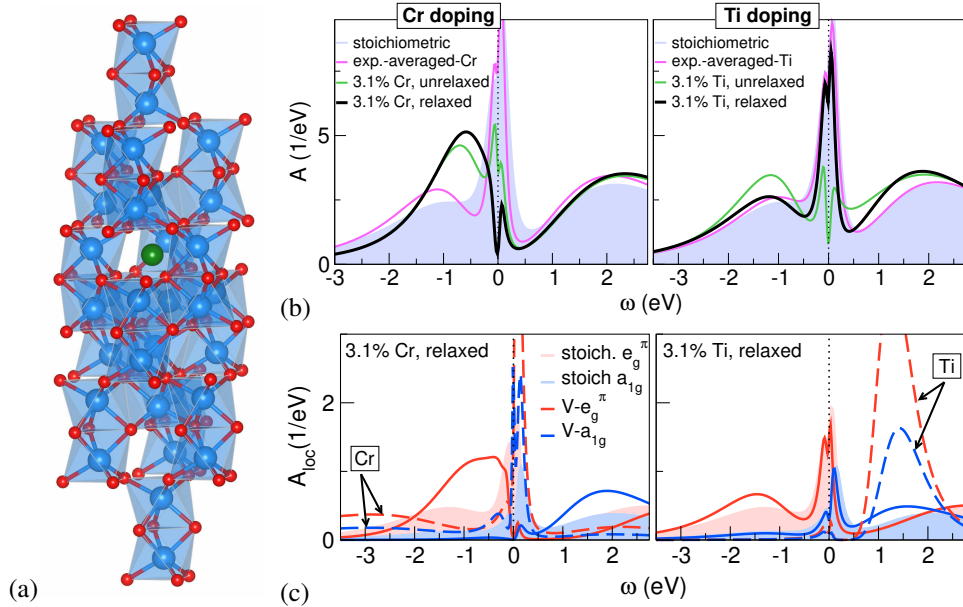 Cr doping
Ti doping
stoichiometric
exp.-averaged-Cr
3.1% Cr, unrelaxed
3.1% Cr, relaxed
stoichiometric
exp.-averaged-Ti
3.1% Ti, unrelaxed
3.1% Ti, relaxed
A (1/eV)
5
0
-3 -2 -1 0 1 2
-3 -2 -1 0 1 2
ω (eV)
ω (eV)
(b)
3.1% Cr, relaxed
stoich. e_g^π
stoich a_1g
V-e_g^π
V-a_1g
Cr
3.1% Ti, relaxed
Ti
A_loc(1/eV)
2
0
-3 -2 -1 0 1 2
-3 -2 -1 0 1 2
ω (eV)
ω (eV)
(a)
(c)